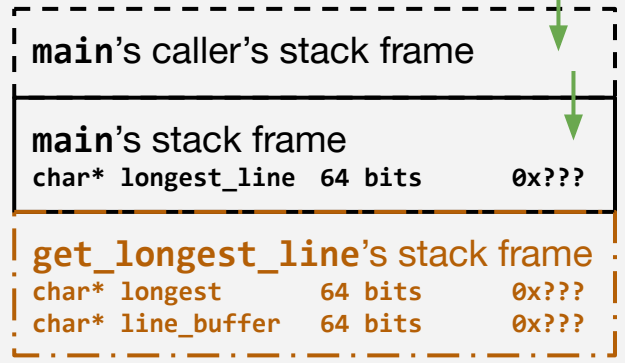 main's caller's stack frame
main's stack frame
char* longest_line 64 bits 0x???
get_longest_line's stack frame
char* longest 64 bits 0x???
char* line_buffer 64 bits 0x???